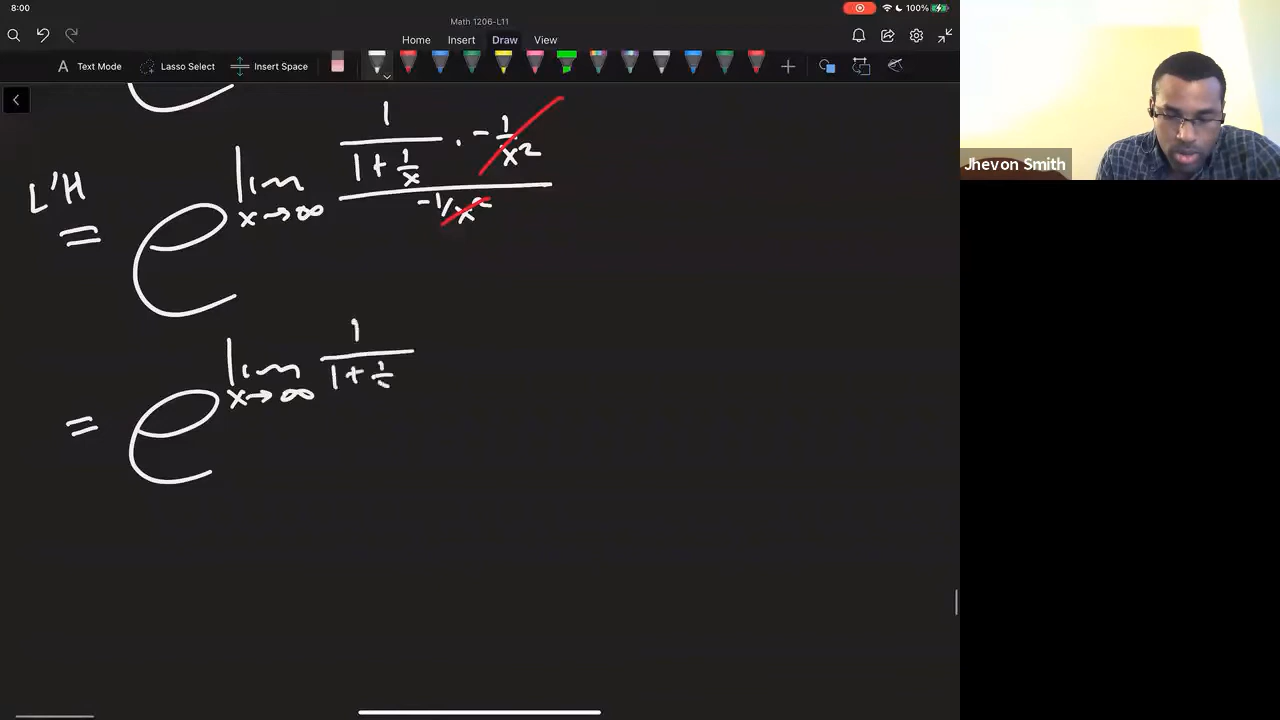 8:00
100%
Math 1206-L11
Home Insert Draw View
Text Mode Lasso Select Insert Space
L'H = e^{lim x→∞ (1/(1 + 1/x) · -1/x²) / (-1/x²)}
= e^{lim x→∞ 1/(1 + 1/
Jhevon Smith